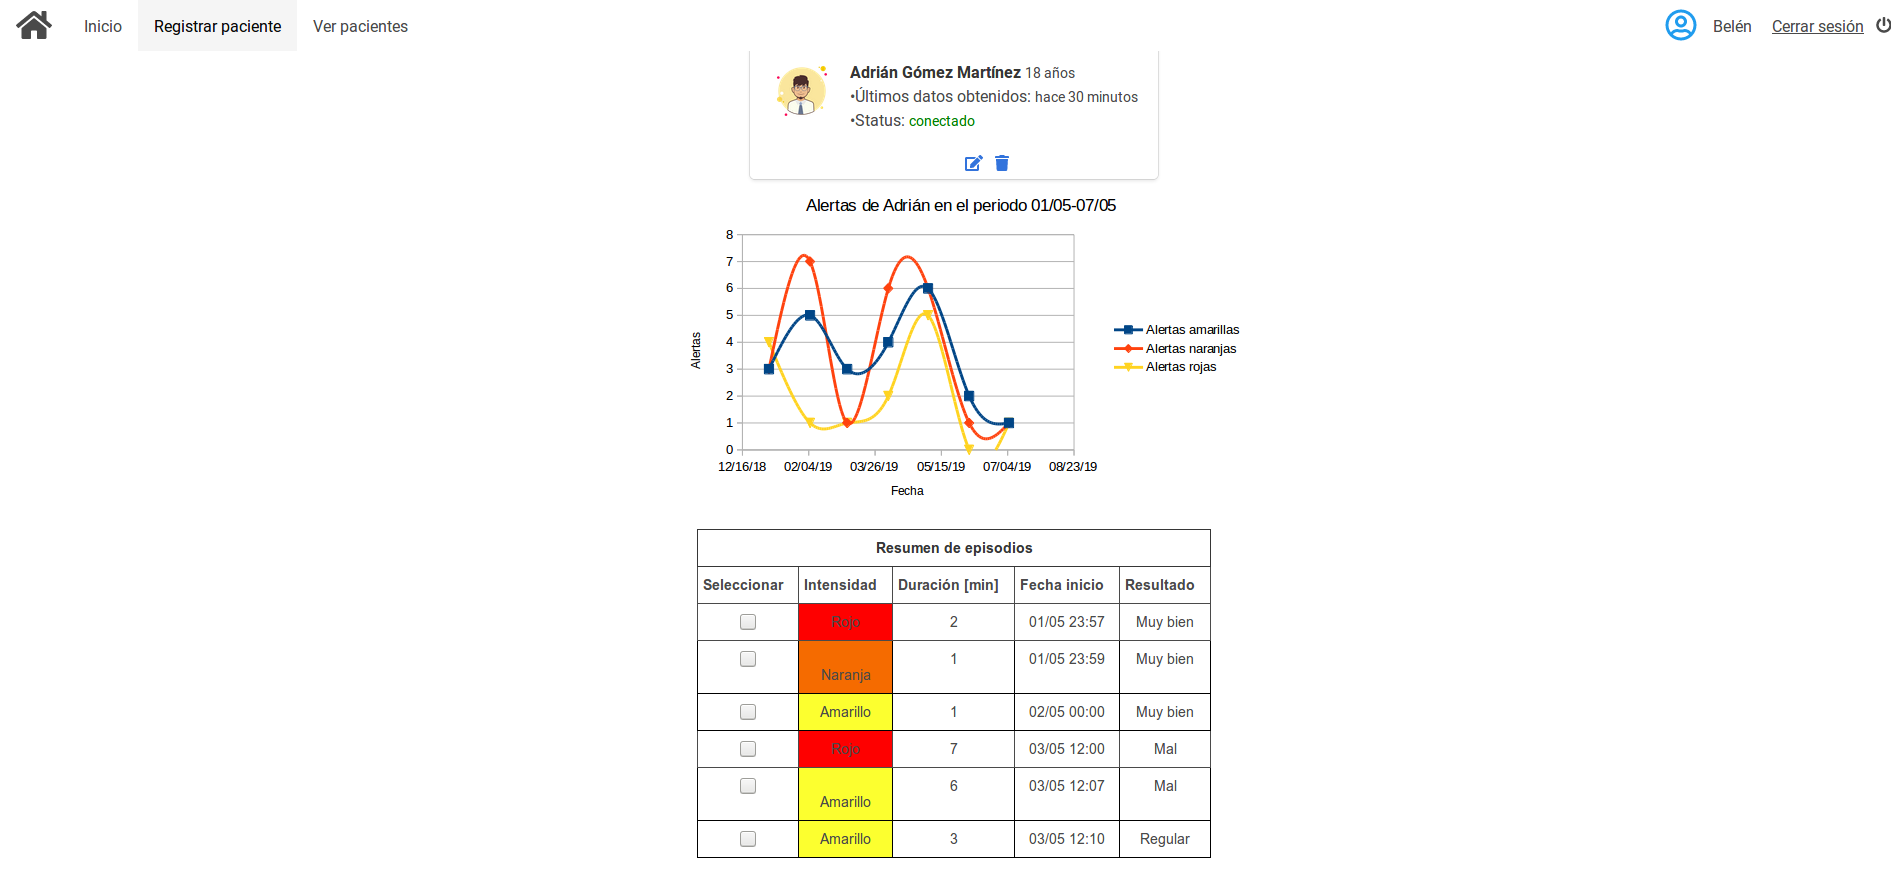 Inicio Registrar paciente Ver pacientes Belén Cerrar sesión
Adrián Gómez Martínez 18 años
•Últimos datos obtenidos: hace 30 minutos
•Status: conectado
Alertas de Adrián en el periodo 01/05-07/05
8
7
6
5
4
3
2
1
0
Alertas
12/16/18 02/04/19 03/26/19 05/15/19 07/04/19 08/23/19
Fecha
Alertas amarillas
Alertas naranjas
Alertas rojas
Resumen de episodios
Seleccionar Intensidad Duración [min] Fecha inicio Resultado
Rojo 2 01/05 23:57 Muy bien
Naranja 1 01/05 23:59 Muy bien
Amarillo 1 02/05 00:00 Muy bien
Rojo 7 03/05 12:00 Mal
Amarillo 6 03/05 12:07 Mal
Amarillo 3 03/05 12:10 Regular